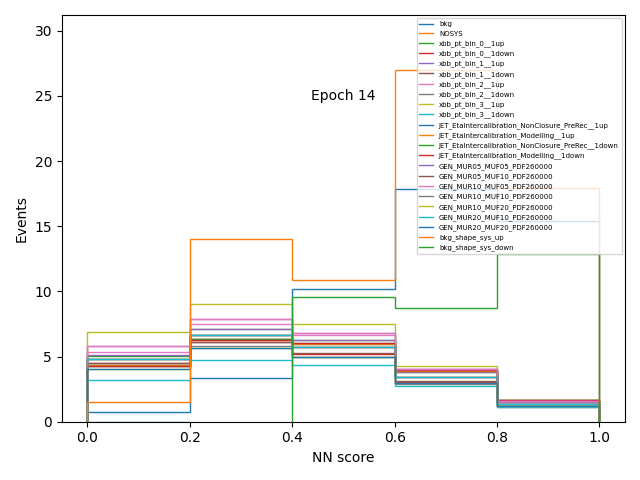 bkg
NOSYS
xbb_pt_bin_0__1up
xbb_pt_bin_0__1down
xbb_pt_bin_1__1up
xbb_pt_bin_1__1down
xbb_pt_bin_2__1up
xbb_pt_bin_2__1down
xbb_pt_bin_3__1up
xbb_pt_bin_3__1down
JET_EtaIntercalibration_NonClosure_PreRec__1up
JET_EtaIntercalibration_Modelling__1up
JET_EtaIntercalibration_NonClosure_PreRec__1down
JET_EtaIntercalibration_Modelling__1down
GEN_MUR05_MUF05_PDF260000
GEN_MUR05_MUF10_PDF260000
GEN_MUR10_MUF05_PDF260000
GEN_MUR10_MUF10_PDF260000
GEN_MUR10_MUF20_PDF260000
GEN_MUR20_MUF10_PDF260000
GEN_MUR20_MUF20_PDF260000
bkg_shape_sys_up
bkg_shape_sys_down
Epoch 14
Events
30
25
20
15
10
5
0
0.0 0.2 0.4 0.6 0.8 1.0
NN score